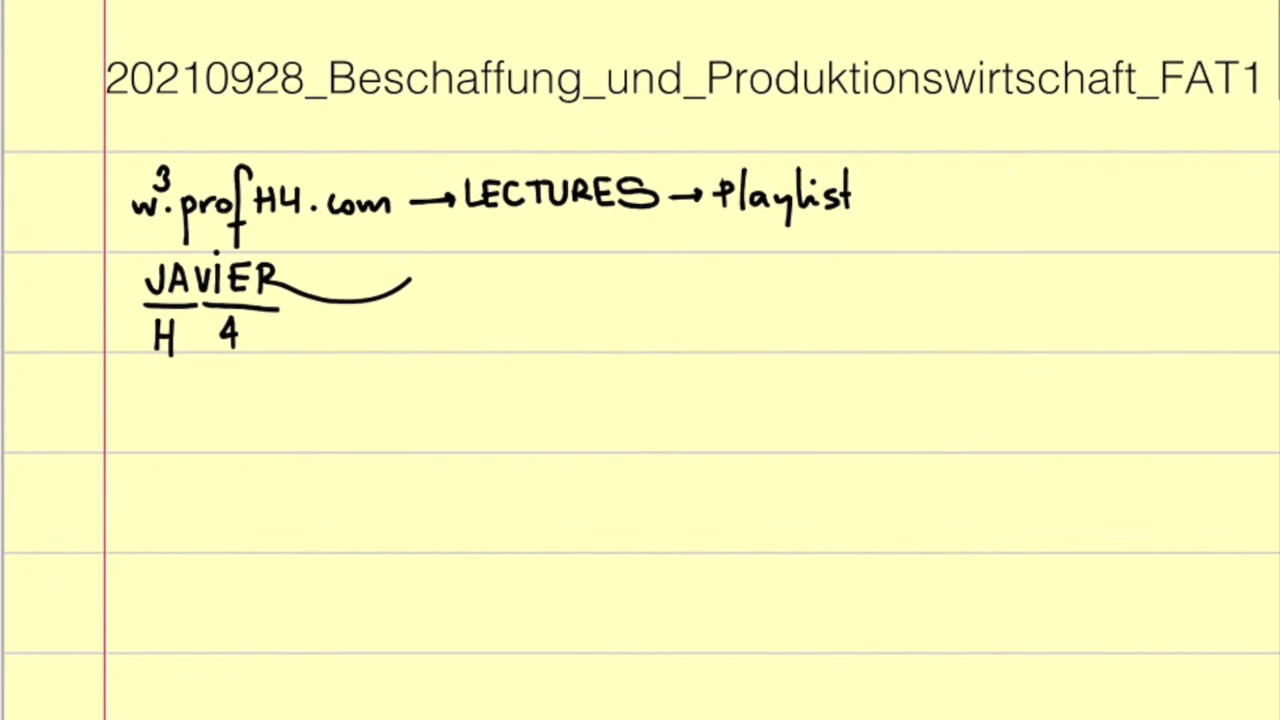 20210928_Beschaffung_und_Produktionswirtschaft_FAT1
w³.profH4.com → LECTURES → Playlist
JAViER
H 4